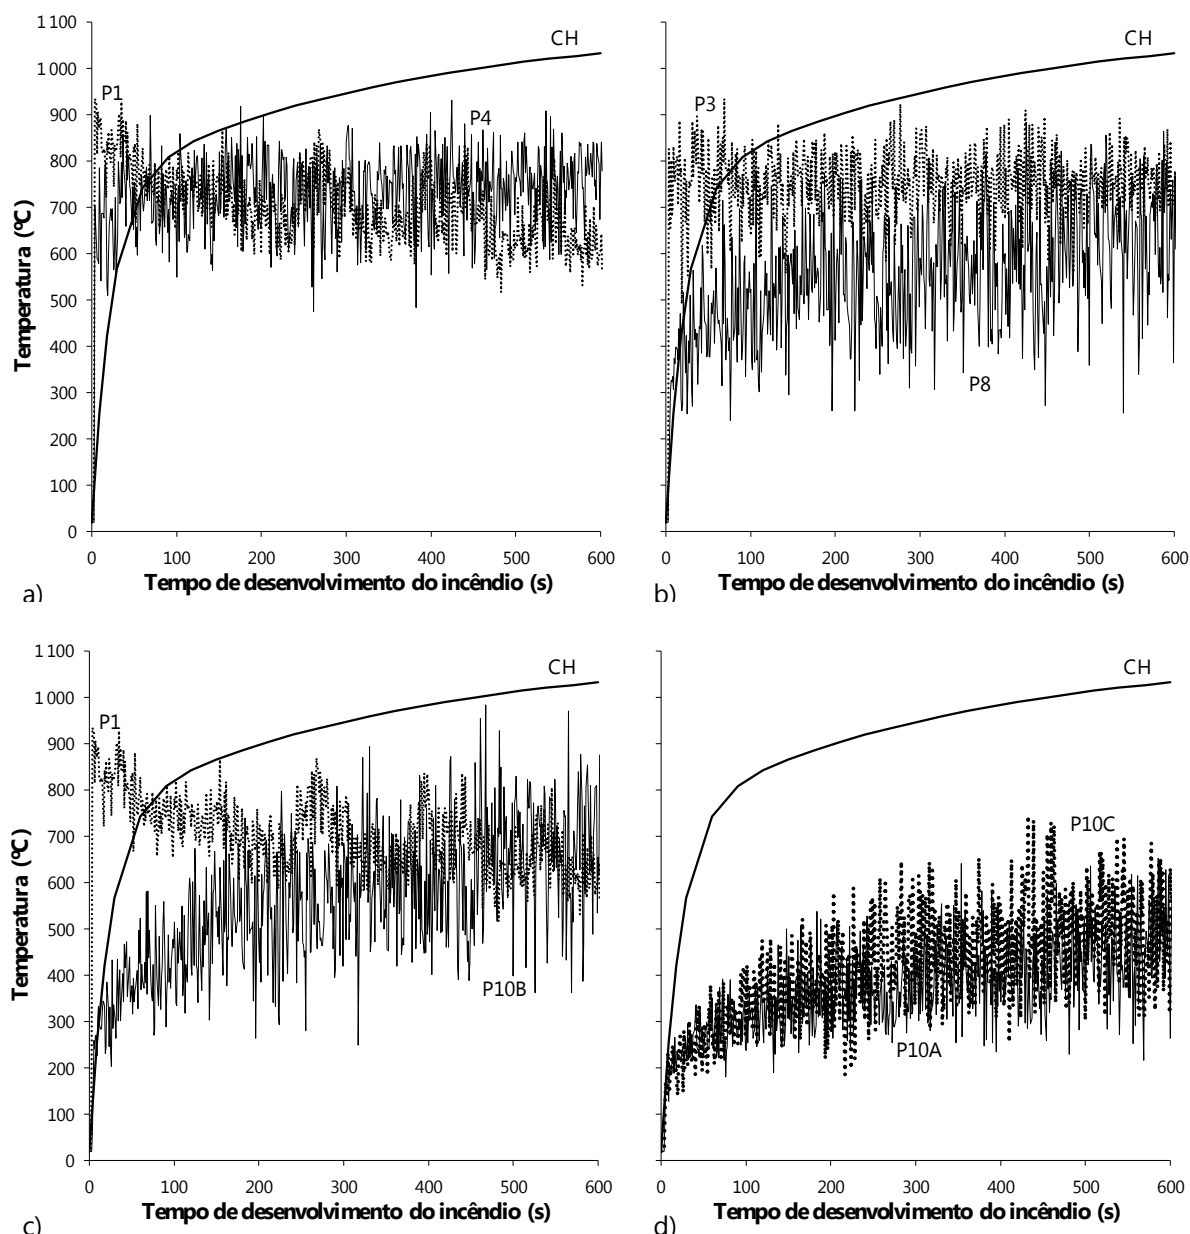 1 100
1 000
900
800
700
600
500
400
300
200
100
0
Temperatura (ºC)
CH
P1
P4
0 100 200 300 400 500 600
Tempo de desenvolvimento do incêndio (s)
a)
CH
P3
P8
0 100 200 300 400 500 600
Tempo de desenvolvimento do incêndio (s)
b)
1 100
1 000
900
800
700
600
500
400
300
200
100
0
Temperatura (ºC)
CH
P1
P10B
0 100 200 300 400 500 600
Tempo de desenvolvimento do incêndio (s)
c)
CH
P10C
P10A
0 100 200 300 400 500 600
Tempo de desenvolvimento do incêndio (s)
d)